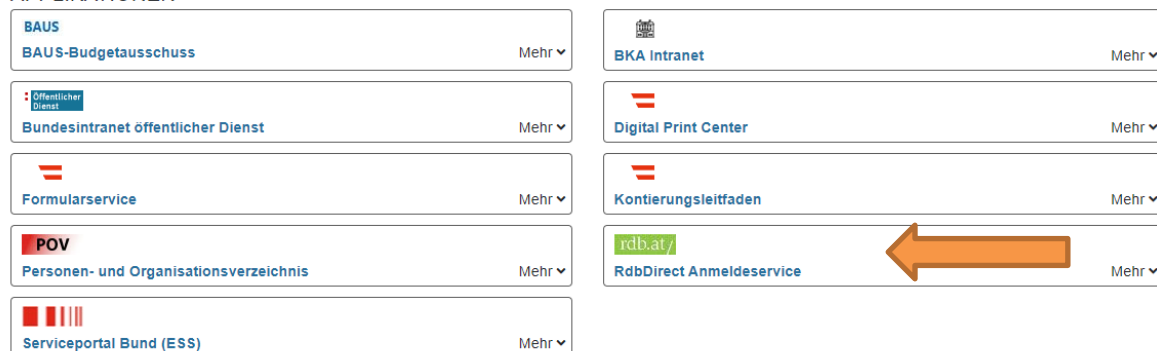 BAUS
BAUS-Budgetausschuss Mehr
BKA Intranet Mehr
Öffentlicher
Dienst
Bundesintranet öffentlicher Dienst Mehr
Digital Print Center Mehr
Formularservice Mehr
Kontierungsleitfaden Mehr
POV
Personen- und Organisationsverzeichnis Mehr
rdb.at/
RdbDirect Anmeldeservice Mehr
Serviceportal Bund (ESS) Mehr